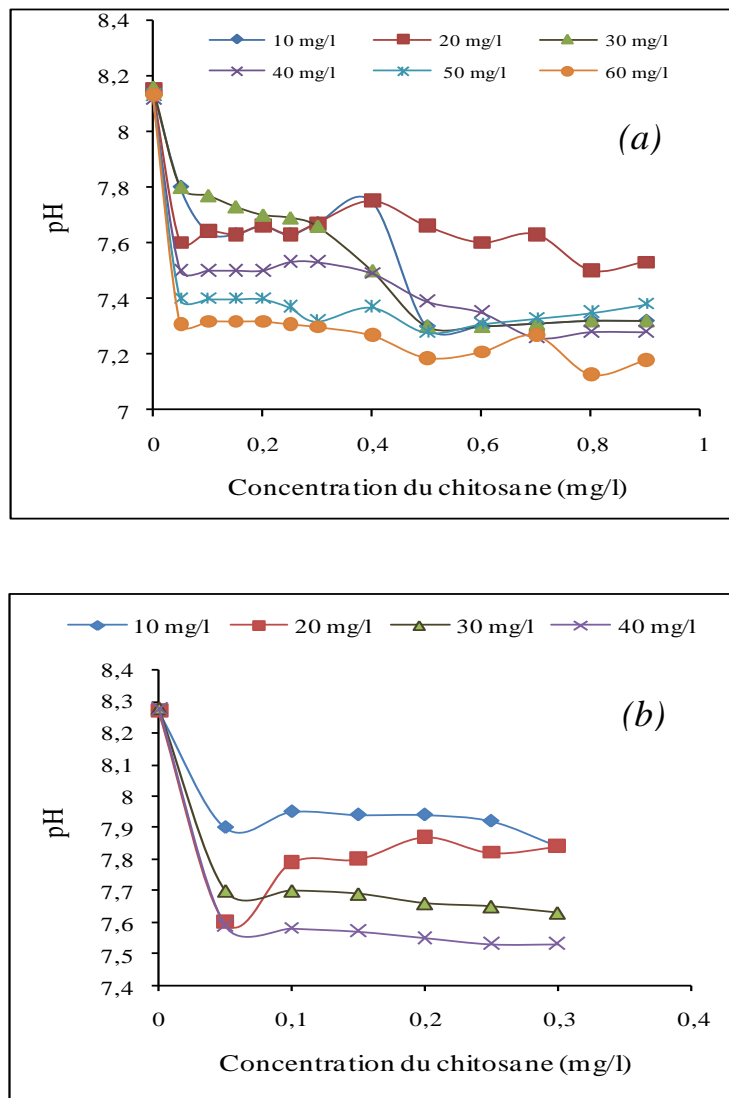 8,4
10 mg/l 20 mg/l 30 mg/l
40 mg/l 50 mg/l 60 mg/l
8,2
(a)
8
7,8
pH
7,6
7,4
7,2
7
0 0,2 0,4 0,6 0,8 1
Concentration du chitosane (mg/l)
10 mg/l 20 mg/l 30 mg/l 40 mg/l
8,4
8,3
(b)
8,2
8,1
8
pH
7,9
7,8
7,7
7,6
7,5
7,4
0 0,1 0,2 0,3 0,4
Concentration du chitosane (mg/l)